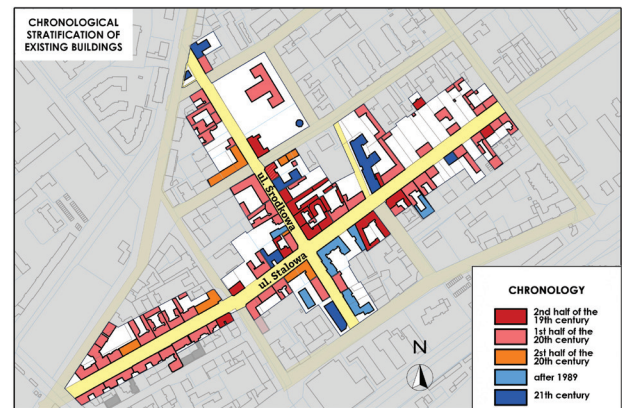 CHRONOLOGICAL
STRATIFICATION OF
EXISTING BUILDINGS
ul. Środkowa
ul. Stalowa
N
CHRONOLOGY
2nd half of the
19th century
1st half of the
20th century
2st half of the
20th century
after 1989
21th century